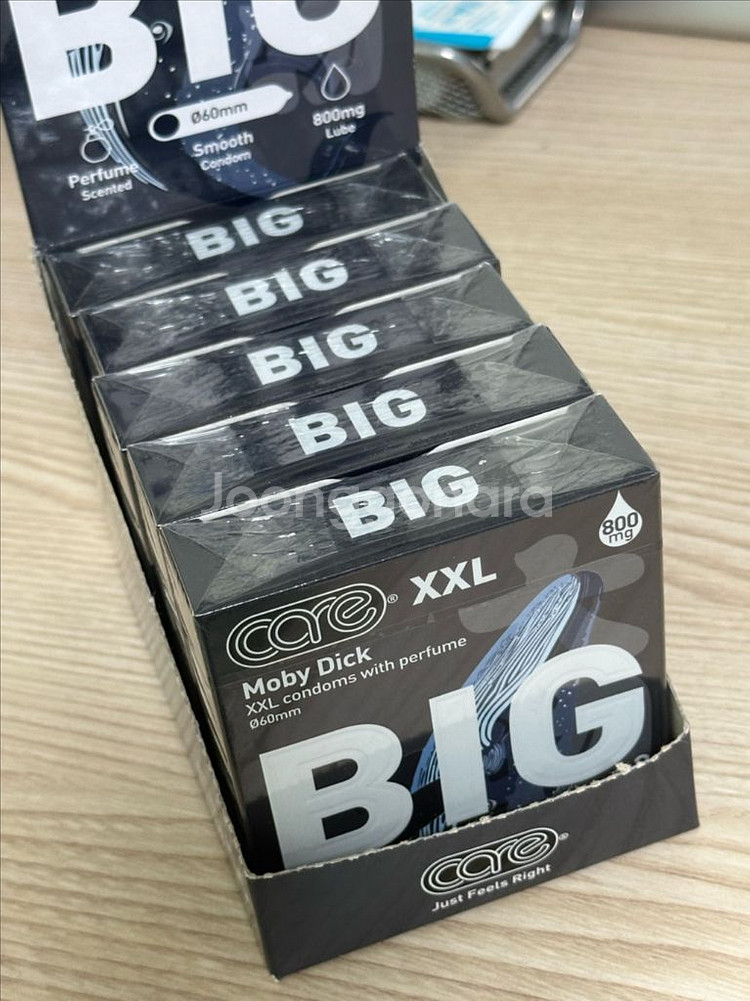 BIG
Ø60mm
Perfume
Scented
Smooth
Condom
800mg
Lube
BIG
BIG
BIG
BIG
BIG
Joonggonara
800
mg
care® XXL
Moby Dick
XXL condoms with perfume
Ø60mm
BIG
care®
Just Feels Right